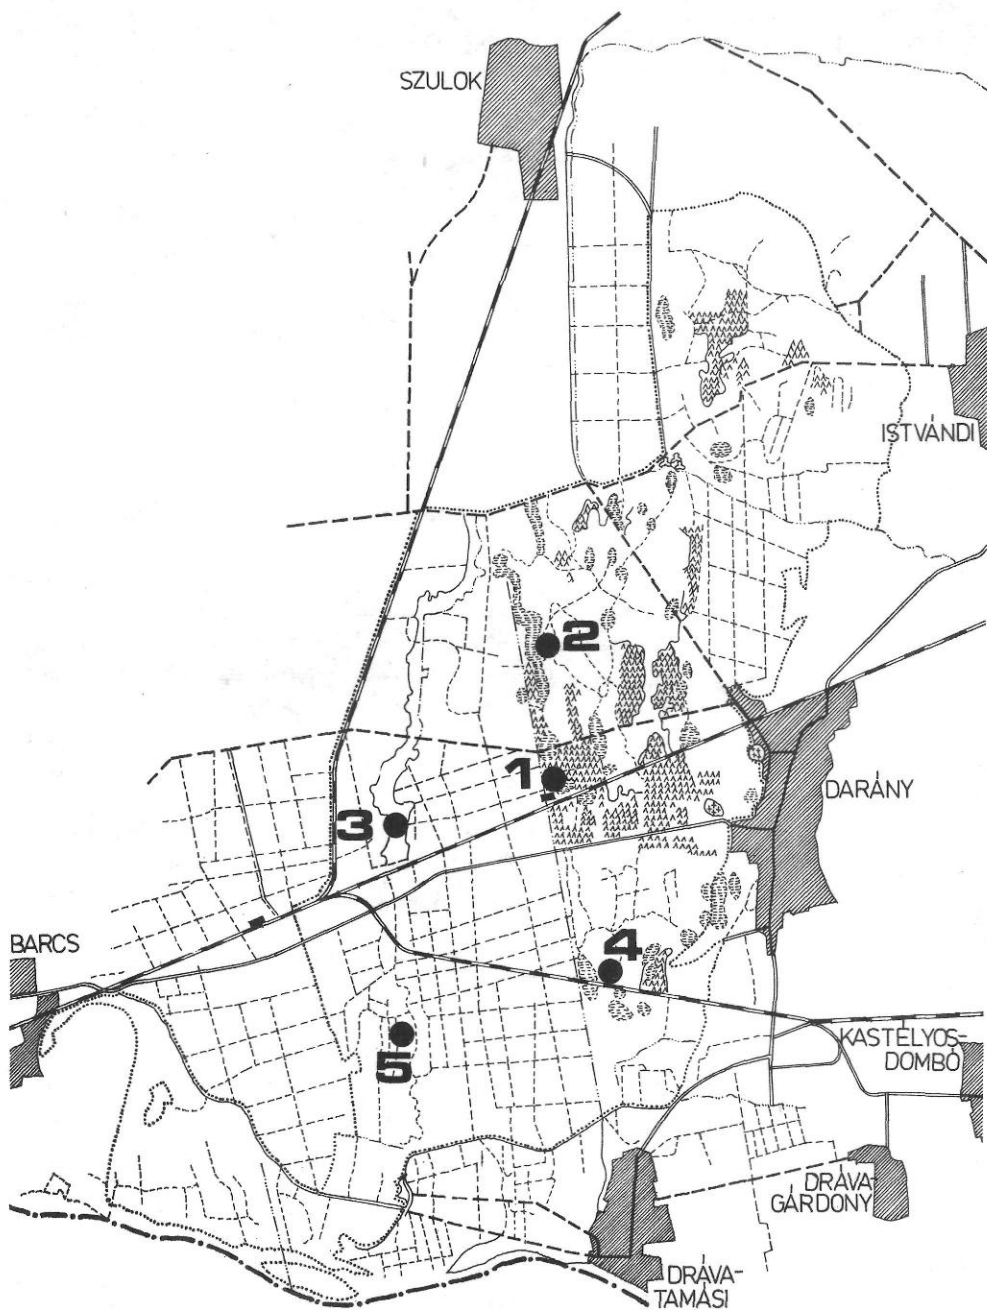 SZULOK
ISTVÁNDI
2
1
DARÁNY
3
4
BARCS
KASTÉLYOS-
DOMBÓ
5
DRÁVA-
GÁRDONY
DRÁVA-
TAMÁSI